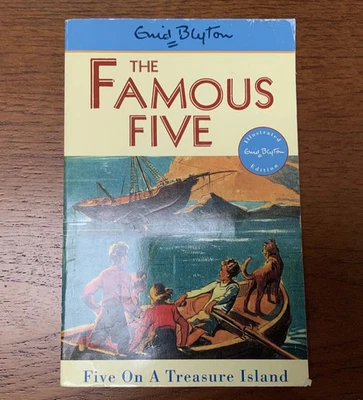 Enid Blyton
THE
FAMOUS
FIVE
Illustrated
Enid Blyton
Edition
Five On A Treasure Island